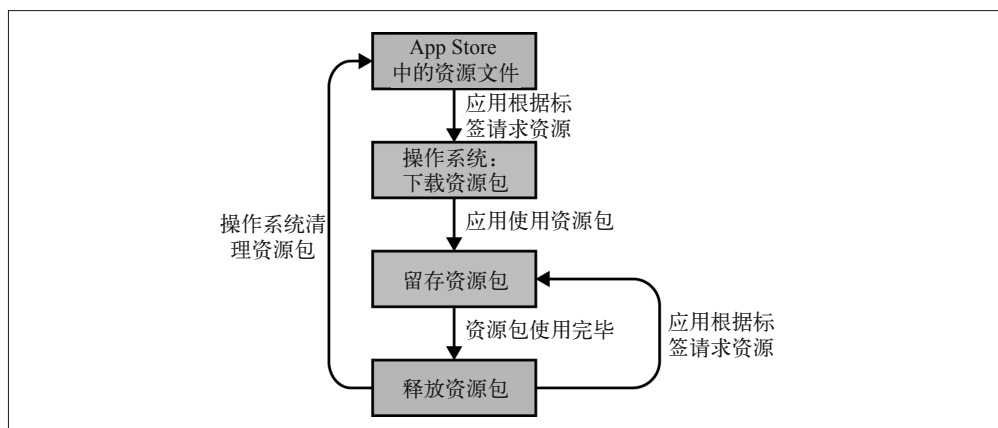 App Store
中的资源文件
应用根据标
签请求资源
操作系统：
下载资源包
应用使用资源包
操作系统清
理资源包
留存资源包
资源包使用完毕
应用根据标
签请求资源
释放资源包